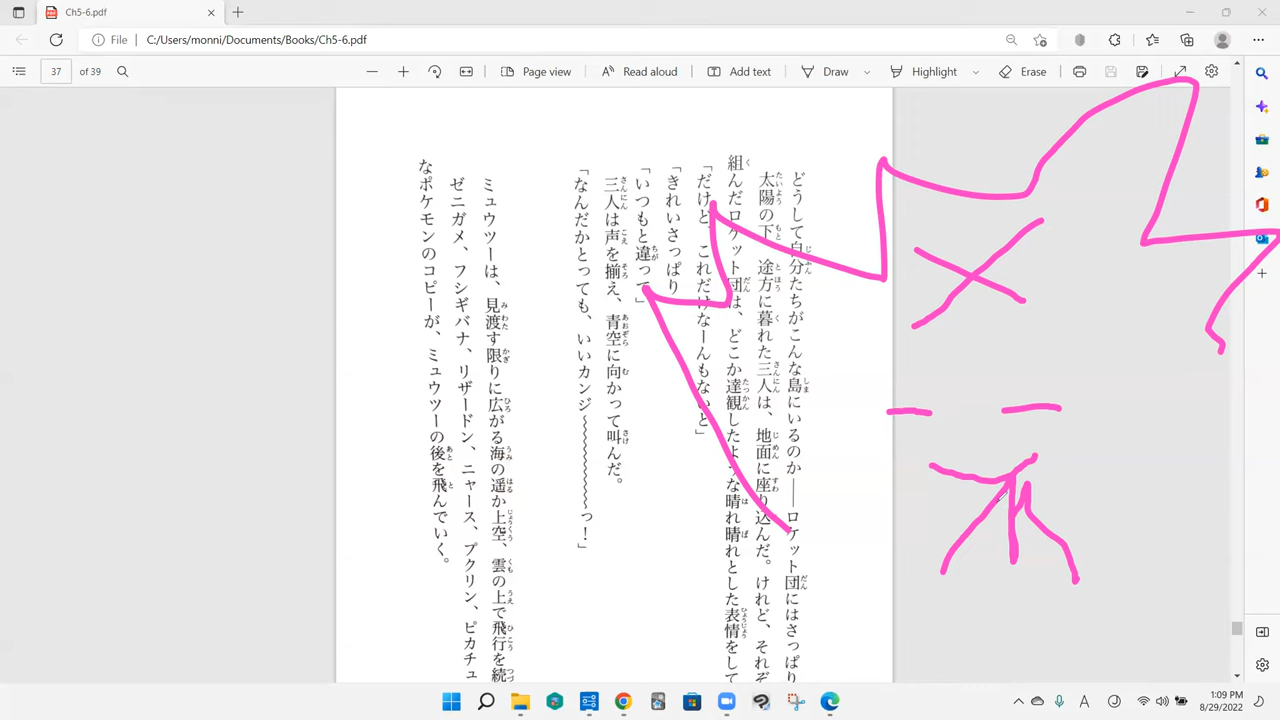 Ch5-6.pdf
File
C:/Users/monni/Documents/Books/Ch5-6.pdf
37 of 39
Page view
Read aloud
Add text
Draw
Highlight
Erase
どうして自分たちがこんな島にいるのか――ロケット団にはさっぱり
太陽の下、途方に暮れた三人は、地面に座り込んだ。けれど、それぞ
組んだロケット団は、どこか達観したような晴れ晴れとした表情をして
「だけど、これだけなーんもないと」
「きれいさっぱり
「いつもと違って」
三人は声を揃え、青空に向かって叫んだ。
「なんだかとっても、いいカンジ～～～～～～～っ！」
ミュウツーは、見渡す限りに広がる海の遥か上空、雲の上で飛行を続
ゼニガメ、フシギバナ、リザードン、ニャース、プクリン、ピカチュ
なポケモンのコピーが、ミュウツーの後を飛んでいく。
A
1:09 PM
8/29/2022